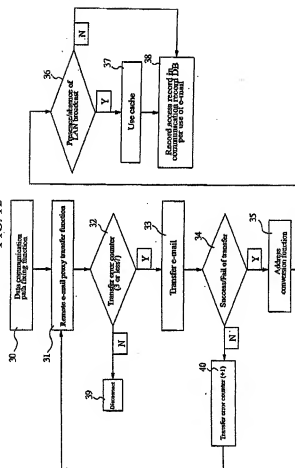 30
Data communication path fixing function
31
Remote e-mail proxy transfer function
32
Transfer error counter
(3 or less?)
N
Y
39
Disconnect
33
Transfer e-mail
34
Success/Fail of transfer
N
Y
40
Transfer error counter (+1)
35
Address
conversion function
36
Presence/absence of
LAN broadcast
N
Y
37
Use cache
38
Record access record in
communication record DB
per use of e-mail